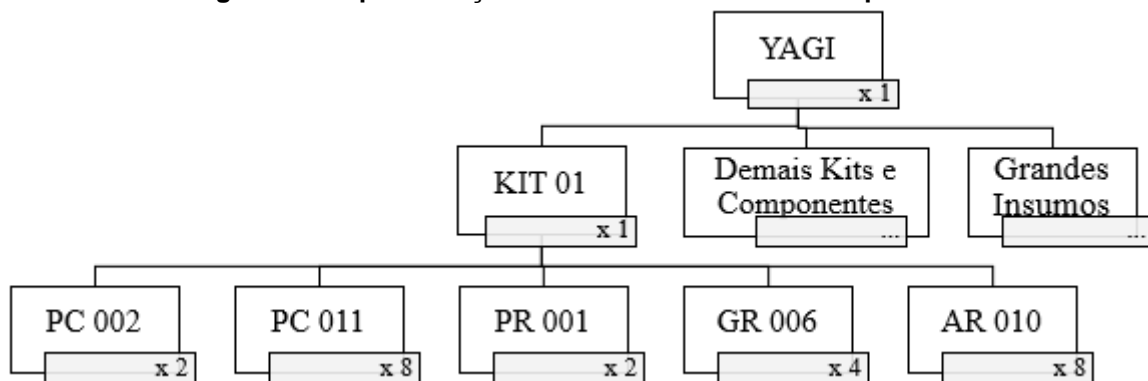 YAGI
x 1
KIT 01
x 1
Demais Kits e
Componentes
...
Grandes
Insumos
...
PC 002
x 2
PC 011
x 8
PR 001
x 2
GR 006
x 4
AR 010
x 8